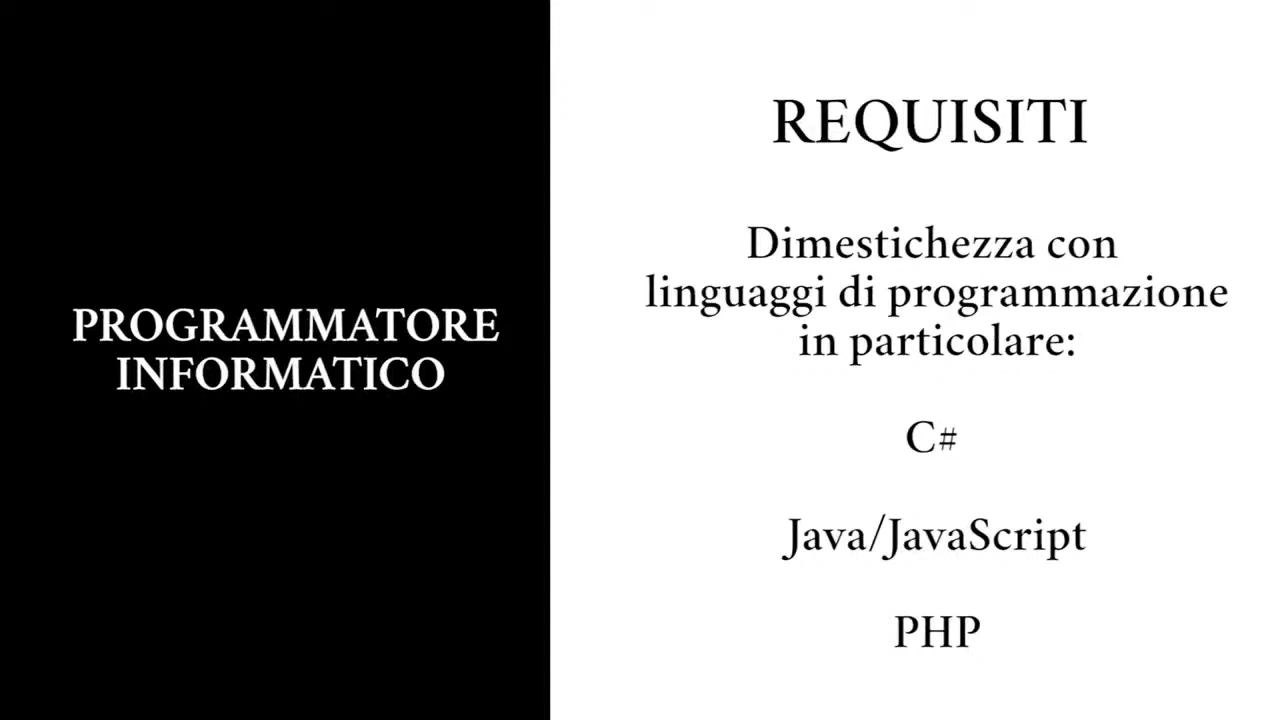 PROGRAMMATORE
INFORMATICO
REQUISITI
Dimestichezza con
linguaggi di programmazione
in particolare:
C#
Java/JavaScript
PHP